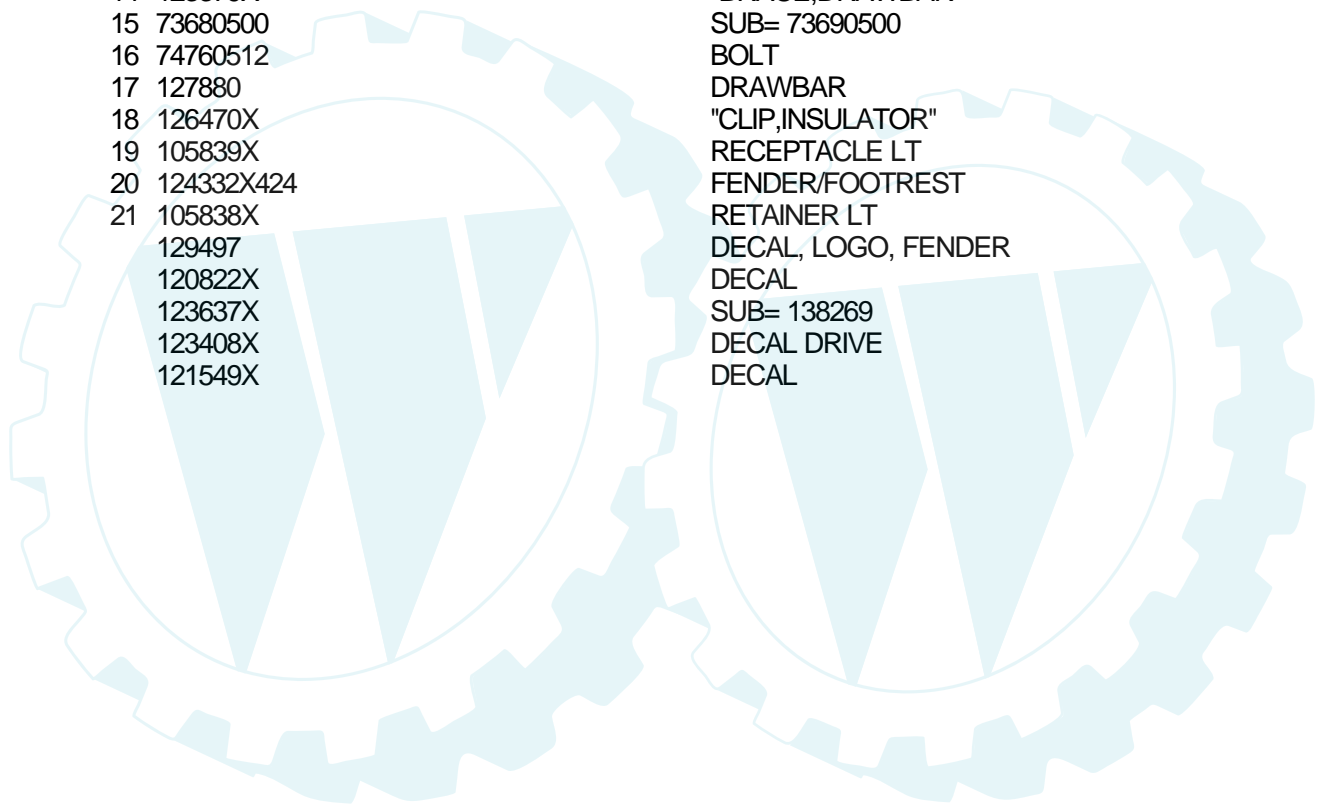 15 73680500 SUB= 73690500
16 74760512 BOLT
17 127880 DRAWBAR
18 126470X "CLIP,INSULATOR"
19 105839X RECEPTACLE LT
20 124332X424 FENDER/FOOTREST
21 105838X RETAINER LT
129497 DECAL, LOGO, FENDER
120822X DECAL
123637X SUB= 138269
123408X DECAL DRIVE
121549X DECAL